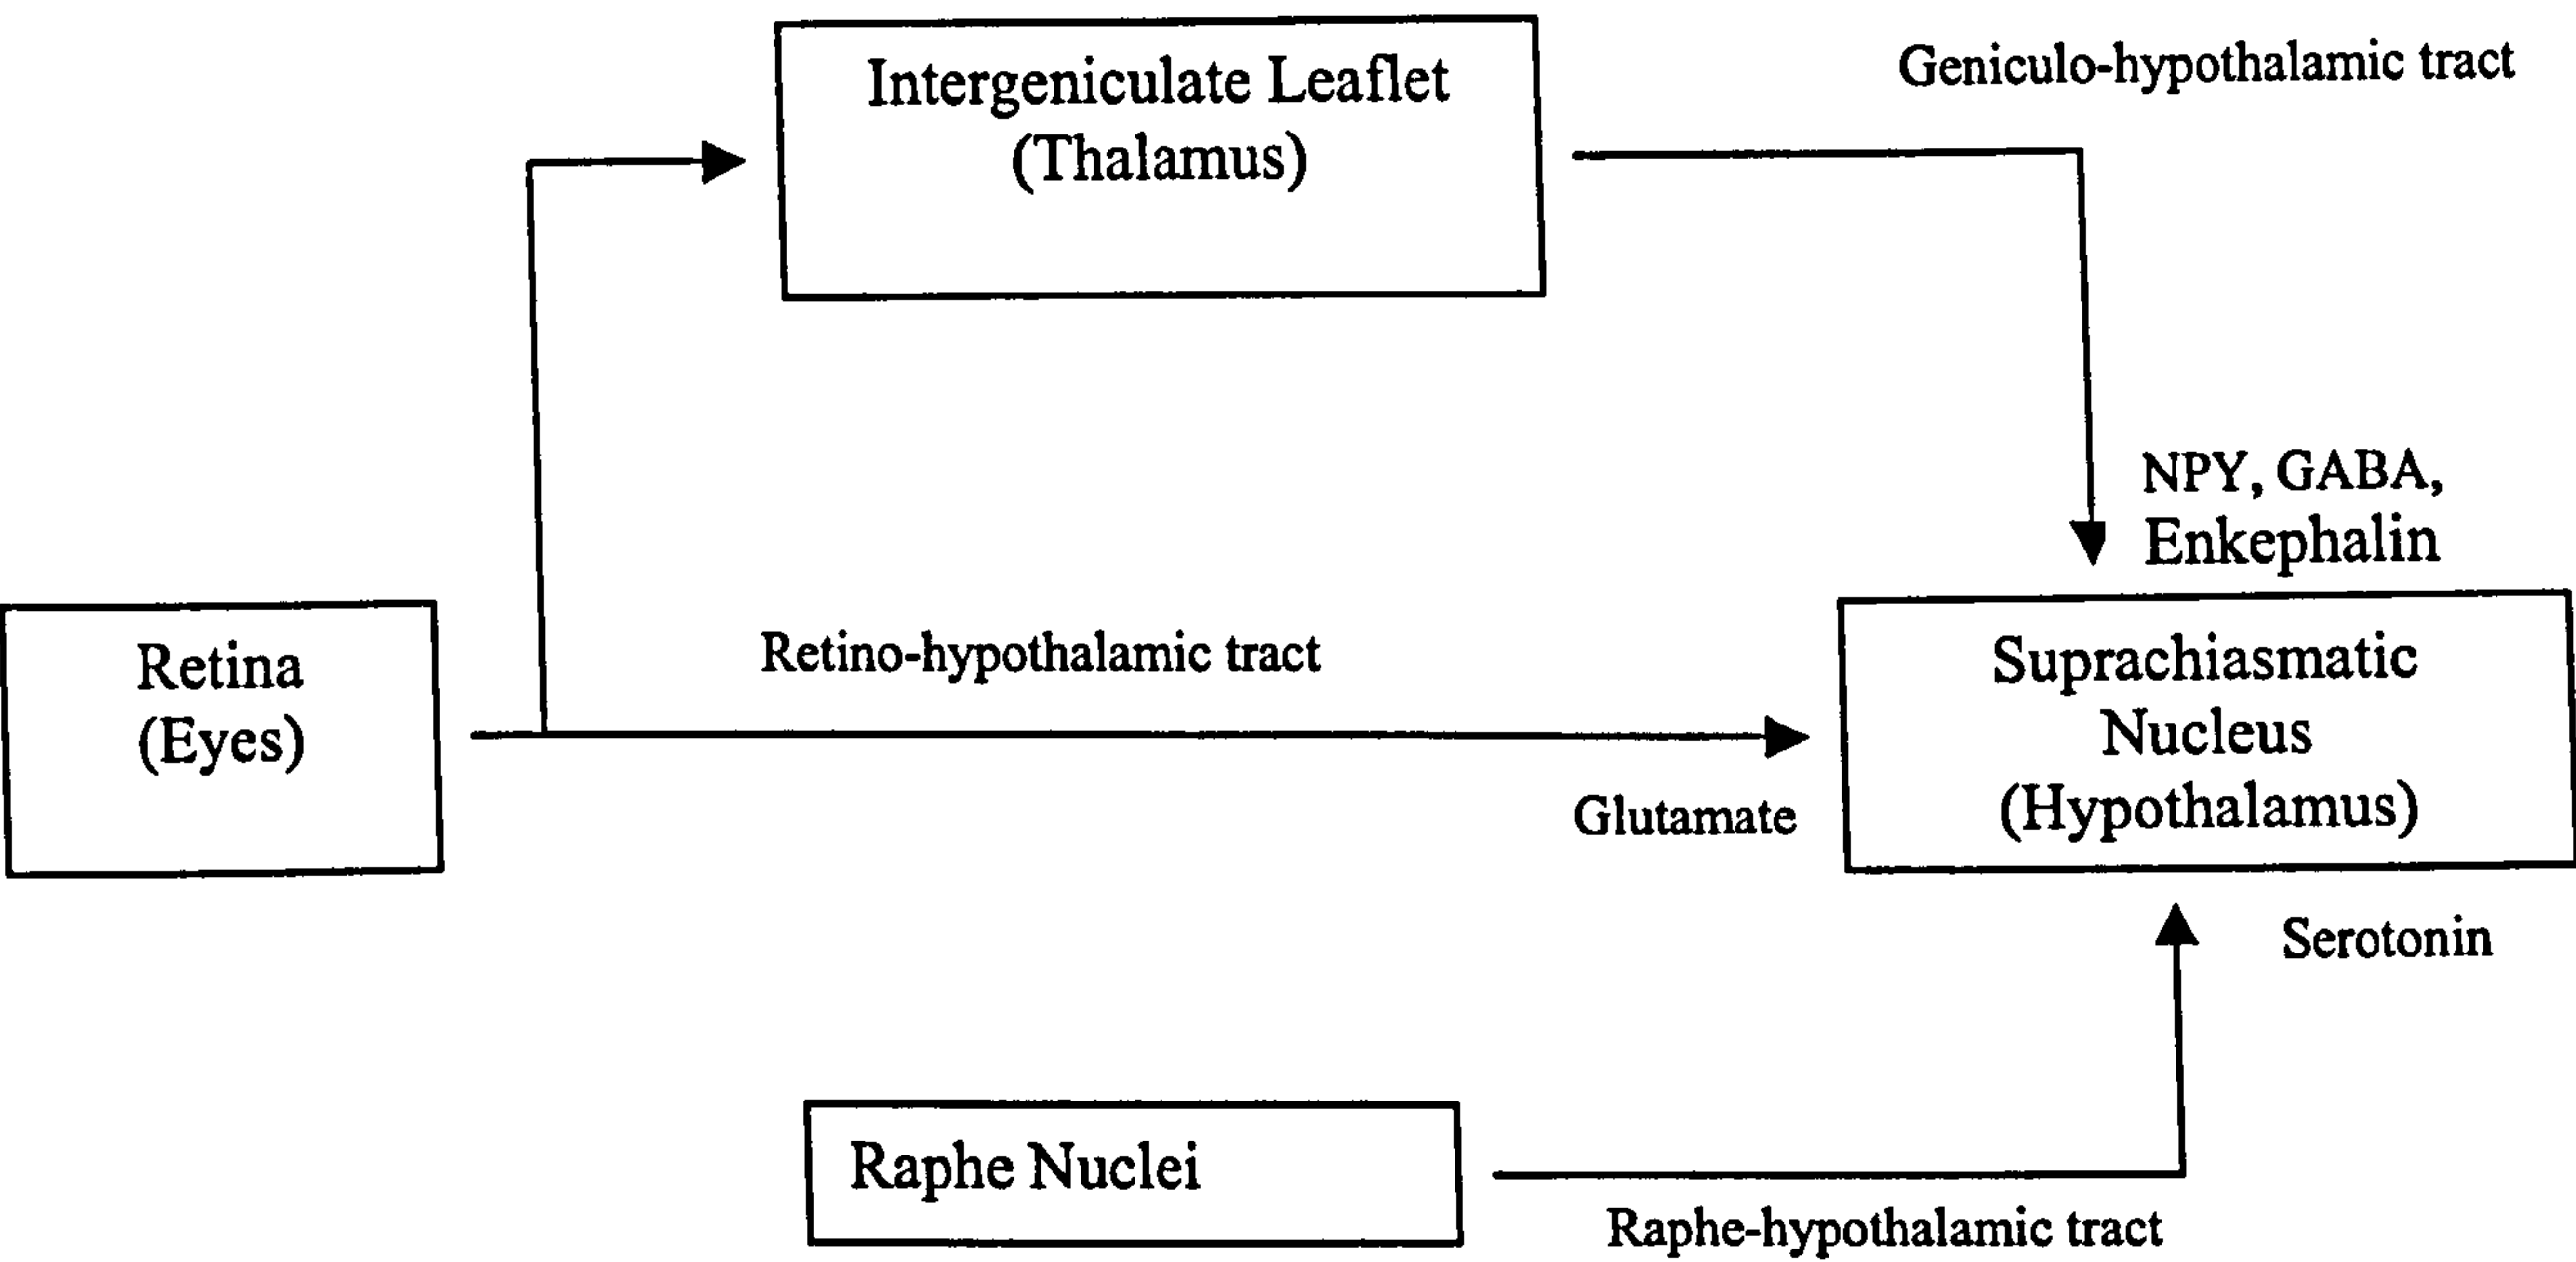 Intergeniculate Leaflet
(Thalamus)
Geniculo-hypothalamic tract
NPY, GABA,
Enkephalin
Retina
(Eyes)
Retino-hypothalamic tract
Glutamate
Suprachiasmatic
Nucleus
(Hypothalamus)
Serotonin
Raphe Nuclei
Raphe-hypothalamic tract